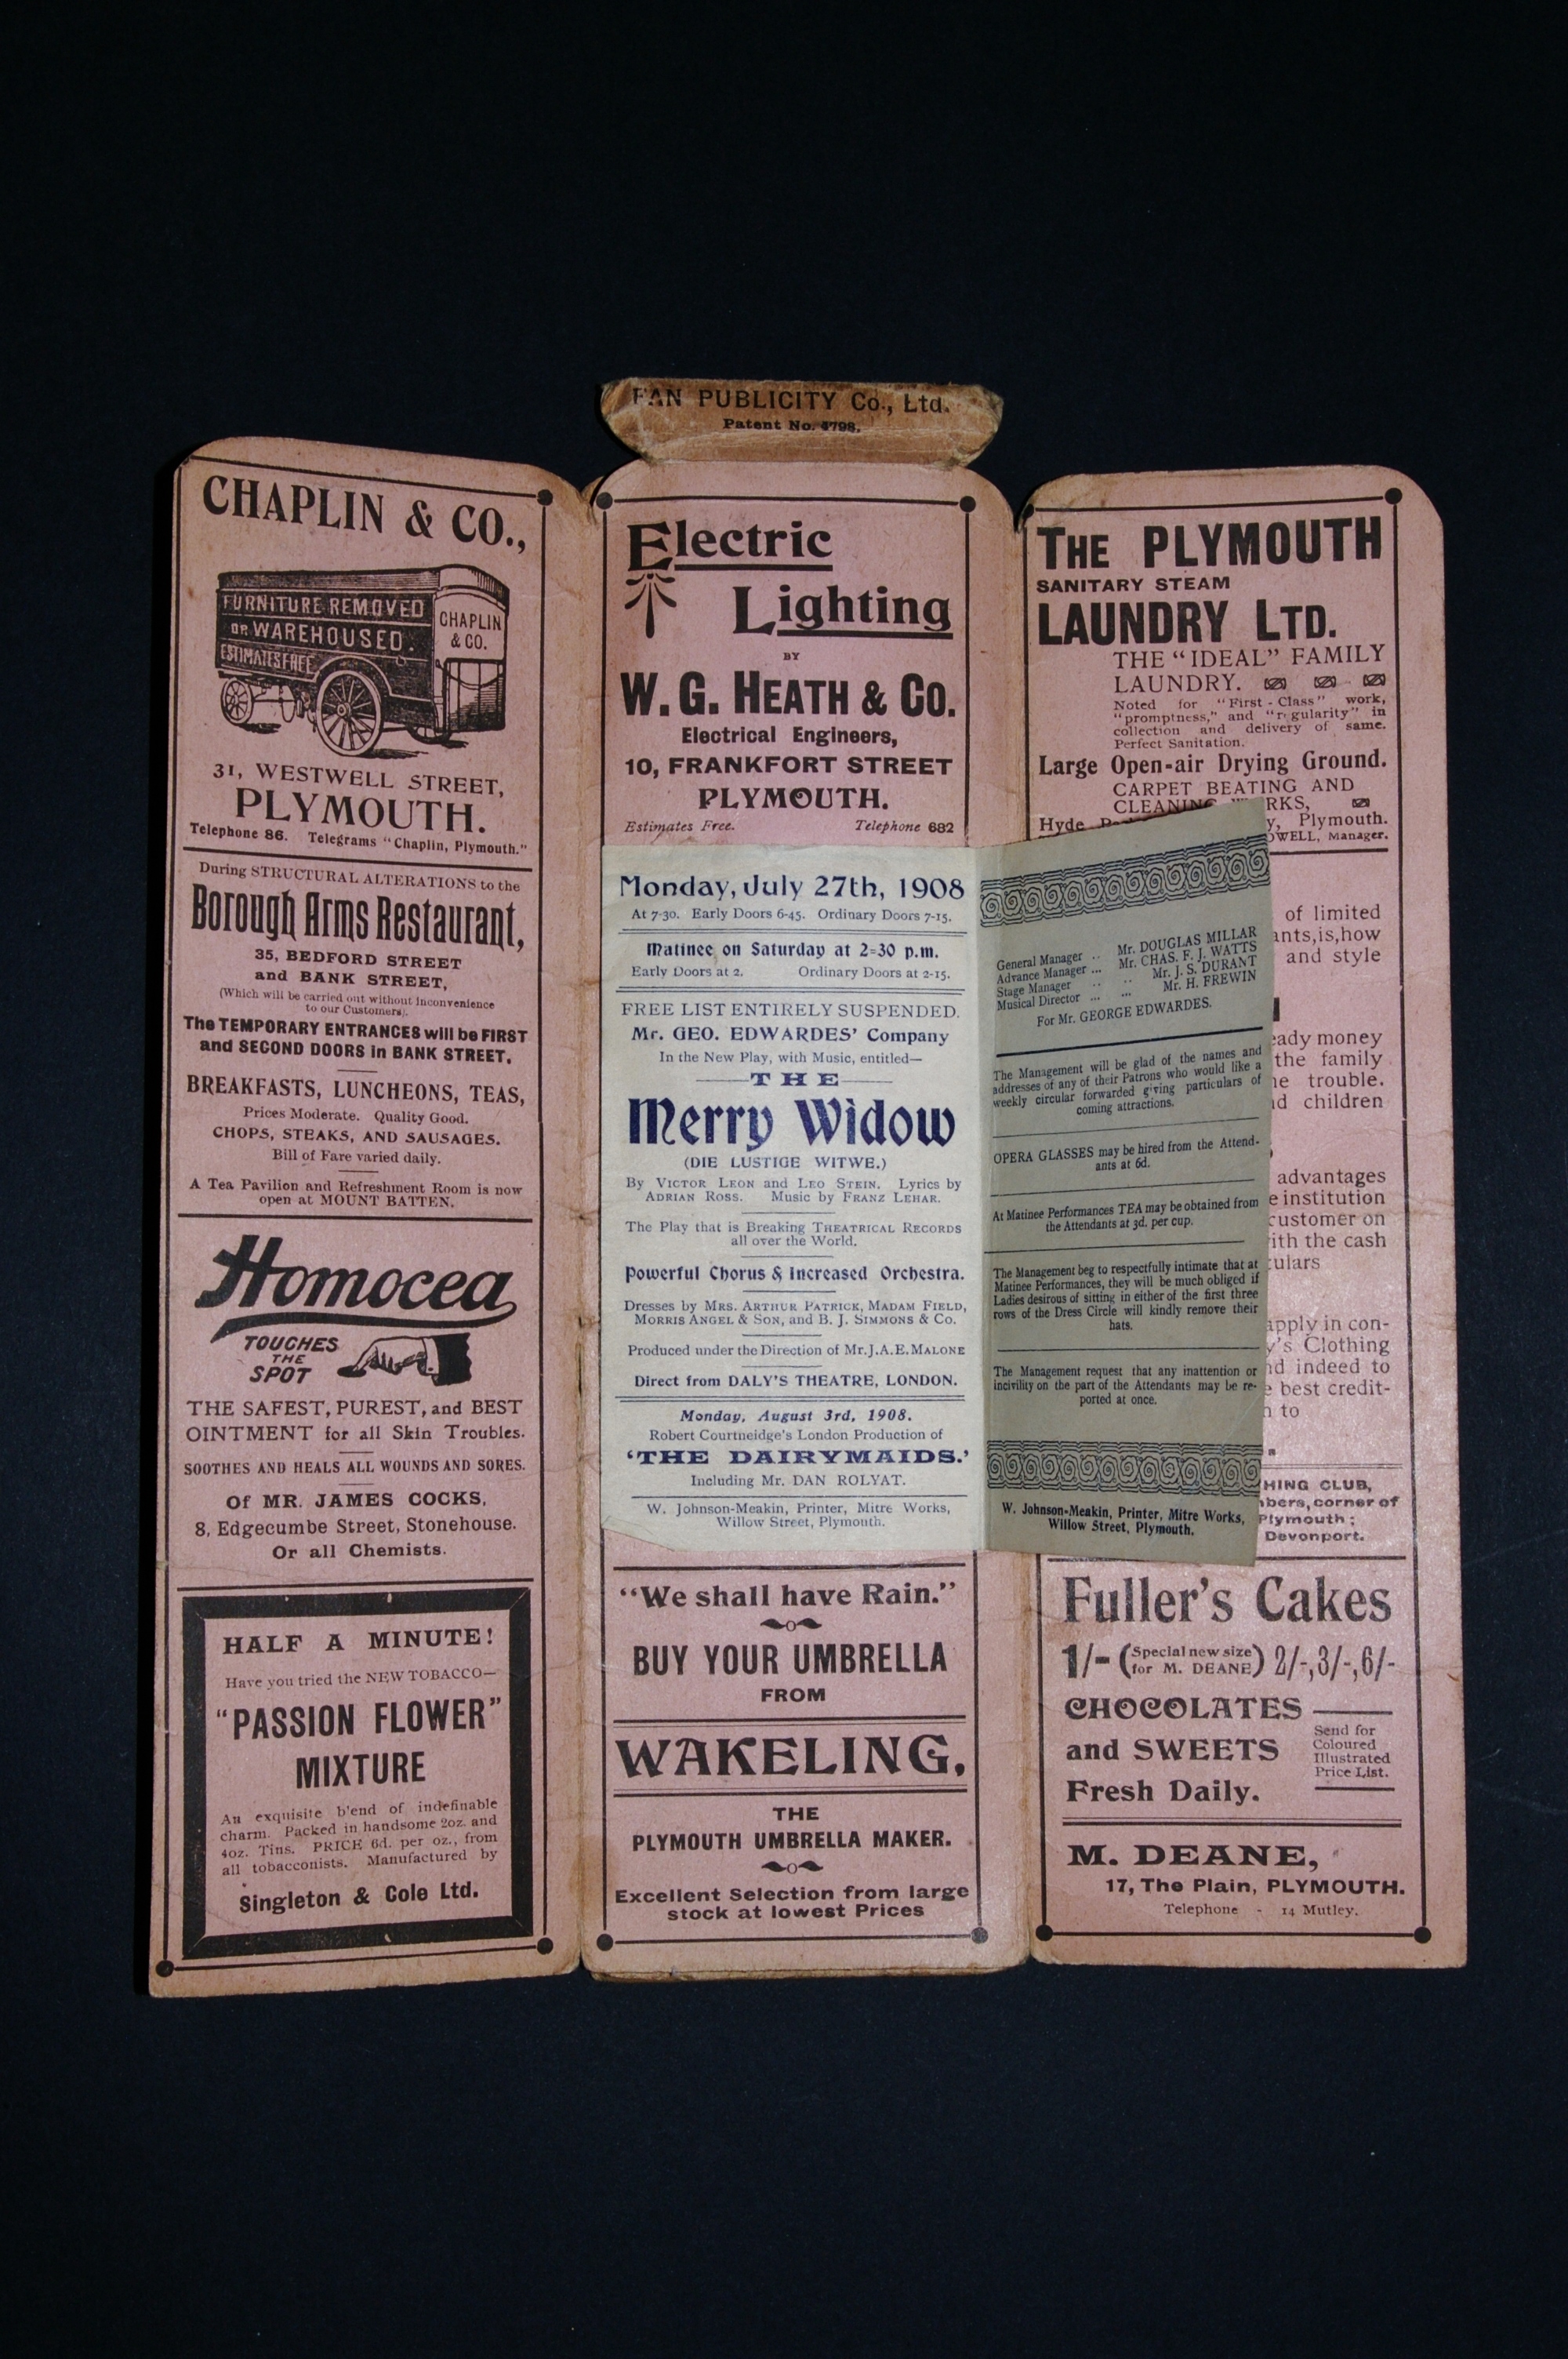 FAN PUBLICITY Co., Ltd.
Patent No. 4798.
CHAPLIN & CO.,
FURNITURE REMOVED
OR WAREHOUSED.
ESTIMATES FREE
CHAPLIN
& CO.
31, WESTWELL STREET,
PLYMOUTH.
Telephone 86. Telegrams "Chaplin, Plymouth."
During STRUCTURAL ALTERATIONS to the
Borough Arms Restaurant,
35, BEDFORD STREET
and BANK STREET,
(Which will be carried out without inconvenience
to our Customers).
The TEMPORARY ENTRANCES will be FIRST
and SECOND DOORS in BANK STREET,
BREAKFASTS, LUNCHEONS, TEAS,
Prices Moderate. Quality Good.
CHOPS, STEAKS, AND SAUSAGES.
Bill of Fare varied daily.
A Tea Pavilion and Refreshment Room is now
open at MOUNT BATTEN.
Homocea
TOUCHES
THE
SPOT
THE SAFEST, PUREST, and BEST
OINTMENT for all Skin Troubles.
SOOTHES AND HEALS ALL WOUNDS AND SORES.
Of MR. JAMES COCKS,
8, Edgecumbe Street, Stonehouse.
Or all Chemists.
HALF A MINUTE!
Have you tried the NEW TOBACCO—
"PASSION FLOWER"
MIXTURE
An exquisite b'end of indefinable
charm. Packed in handsome 2oz. and
4oz. Tins. PRICE 6d. per oz., from
all tobacconists. Manufactured by
Singleton & Cole Ltd.
Electric
Lighting
BY
W. G. HEATH & CO.
Electrical Engineers,
10, FRANKFORT STREET
PLYMOUTH.
Estimates Free. Telephone 682
Monday, July 27th, 1908
At 7-30. Early Doors 6-45. Ordinary Doors 7-15.
Matinee on Saturday at 2-30 p.m.
Early Doors at 2. Ordinary Doors at 2-15.
FREE LIST ENTIRELY SUSPENDED.
Mr. GEO. EDWARDES' Company
In the New Play, with Music, entitled—
THE
Merry Widow
(DIE LUSTIGE WITWE.)
By VICTOR LEON and LEO STEIN. Lyrics by
ADRIAN ROSS. Music by FRANZ LEHAR.
The Play that is Breaking THEATRICAL RECORDS
all over the World.
Powerful Chorus & Increased Orchestra.
Dresses by MRS. ARTHUR PATRICK, MADAM FIELD,
MORRIS ANGEL & SON, and B. J. SIMMONS & CO.
Produced under the Direction of Mr. J. A. E. MALONE
Direct from DALY'S THEATRE, LONDON.
Monday, August 3rd, 1908.
Robert Courtneidge's London Production of
'THE DAIRYMAIDS.'
Including Mr. DAN ROLYAT.
W. Johnson-Meakin, Printer, Mitre Works,
Willow Street, Plymouth.
"We shall have Rain."
BUY YOUR UMBRELLA
FROM
WAKELING,
THE
PLYMOUTH UMBRELLA MAKER.
Excellent Selection from large
stock at lowest Prices
General Manager .. Mr. DOUGLAS MILLAR
Advance Manager ... Mr. CHAS. F. J. WATTS
Stage Manager .. .. Mr. J. S. DURANT
Musical Director ... ... Mr. H. FREWIN
For Mr. GEORGE EDWARDES.
The Management will be glad of the names and
addresses of any of their Patrons who would like a
weekly circular forwarded giving particulars of
coming attractions.
OPERA GLASSES may be hired from the Attend-
ants at 6d.
At Matinee Performances TEA may be obtained from
the Attendants at 3d. per cup.
The Management beg to respectfully intimate that at
Matinee Performances, they will be much obliged if
Ladies desirous of sitting in either of the first three
rows of the Dress Circle will kindly remove their
hats.
The Management request that any inattention or
incivility on the part of the Attendants may be re-
ported at once.
W. Johnson-Meakin, Printer, Mitre Works,
Willow Street, Plymouth.
THE PLYMOUTH
SANITARY STEAM
LAUNDRY LTD.
THE "IDEAL" FAMILY
LAUNDRY.
Noted for "First-Class" work,
"promptness," and "regularity" in
collection and delivery of same.
Perfect Sanitation.
Large Open-air Drying Ground.
CARPET BEATING AND
CLEANING WORKS,
Hyde y, Plymouth.
OWELL, Manager.
of limited
ants, is, how
and style
eady money
the family
he trouble.
nd children
advantages
e institution
customer on
ith the cash
culars
apply in con-
y's Clothing
nd indeed to
e best credit-
n to
HING CLUB,
mbers, corner of
Plymouth;
Devonport.
Fuller's Cakes
1/- (Special new size for M. DEANE) 2/-, 3/-, 6/-
CHOCOLATES
and SWEETS
Fresh Daily.
Send for
Coloured
Illustrated
Price List.
M. DEANE,
17, The Plain, PLYMOUTH.
Telephone - 14 Mutley.